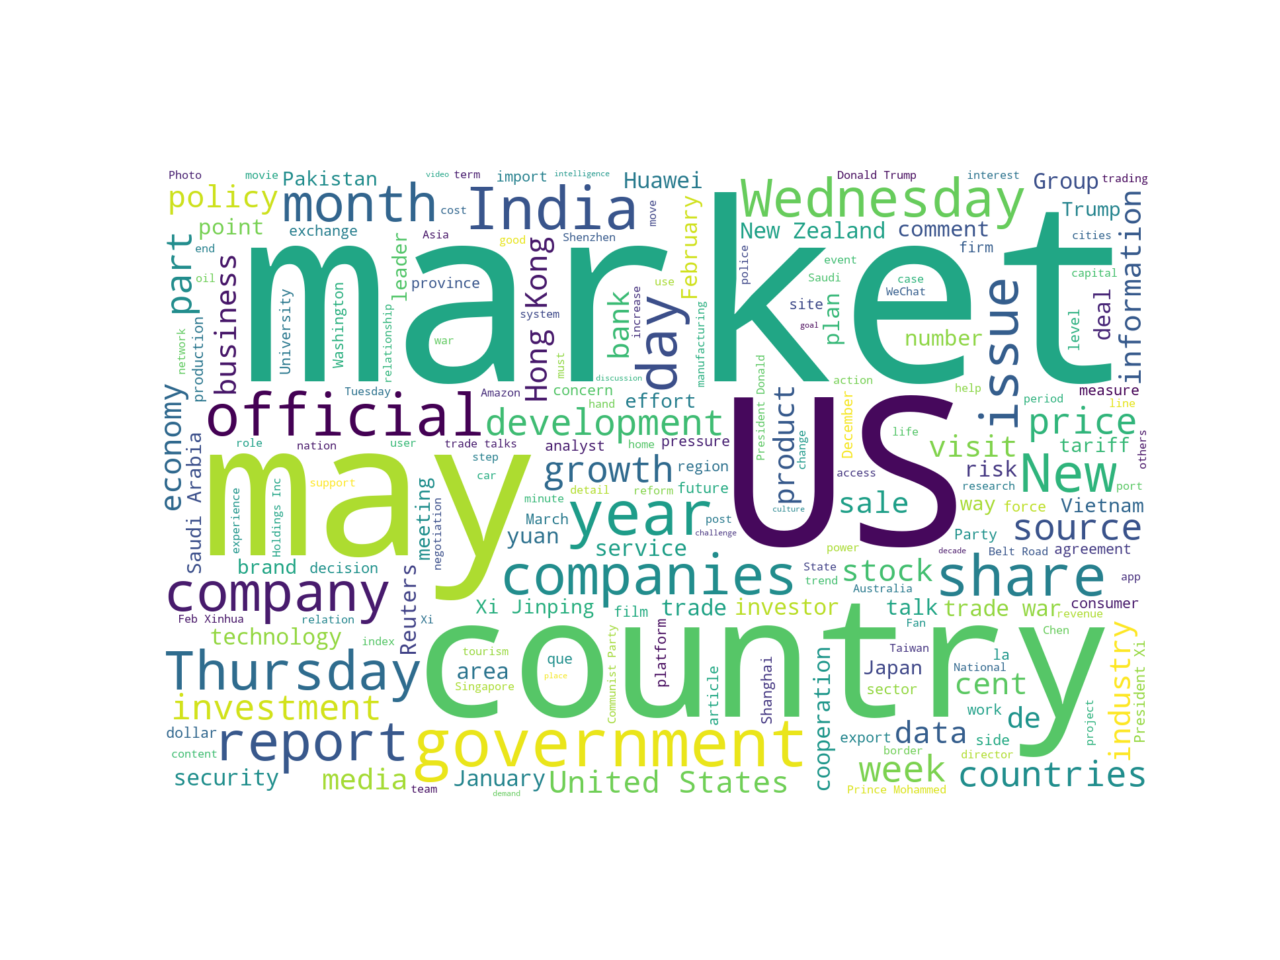 Photo
movie
Pakistan
video
term
import
intelligence
Huawei
Donald Trump
interest
Group
trading
policy
month
cost
India
move
Wednesday
Trump
point
exchange
Asia
good
Shenzhen
February
New Zealand
comment
cities
end
leader
market
police
event
firm
information
part
oil
business
province
Hong Kong
use
Saudi
case
WeChat
capital
University
Washington
system
bank
increase
day
site
plan
issue
level
deal
network
production
relationship
war
must
discussion
manufacturing
goal
number
Tuesday
Amazon
concern
action
help
period
measure
economy
official
development
hand
effort
President Donald
product
December
US
life
price
line
role
nation
user
trade talks
analyst
home
pressure
change
visit
tariff
others
Saudi Arabia
may
step
growth
region
access
risk
New
experience
Holdings Inc
support
meeting
car
detail
reform
future
research
port
minute
year
sale
way
force
Vietnam
negotiation
March
yuan
post
culture
source
service
challenge
power
Party
decade
Belt Road
agreement
brand
decision
companies
State
trend
stock
share
app
company
Reuters
Australia
Xi Jinping
film
trade
investor
talk
trade war
consumer
revenue
Feb Xinhua
relation
Xi
country
Fan
Chen
technology
index
tourism
que
platform
Taiwan
la
Thursday
area
Communist Party
Shanghai
cooperation
Japan
National
industry
President Xi
Singapore
place
sector
cent
investment
article
work
de
project
dollar
report
government
export
data
side
content
border
director
security
media
January
United States
week
countries
team
demand
Prince Mohammed